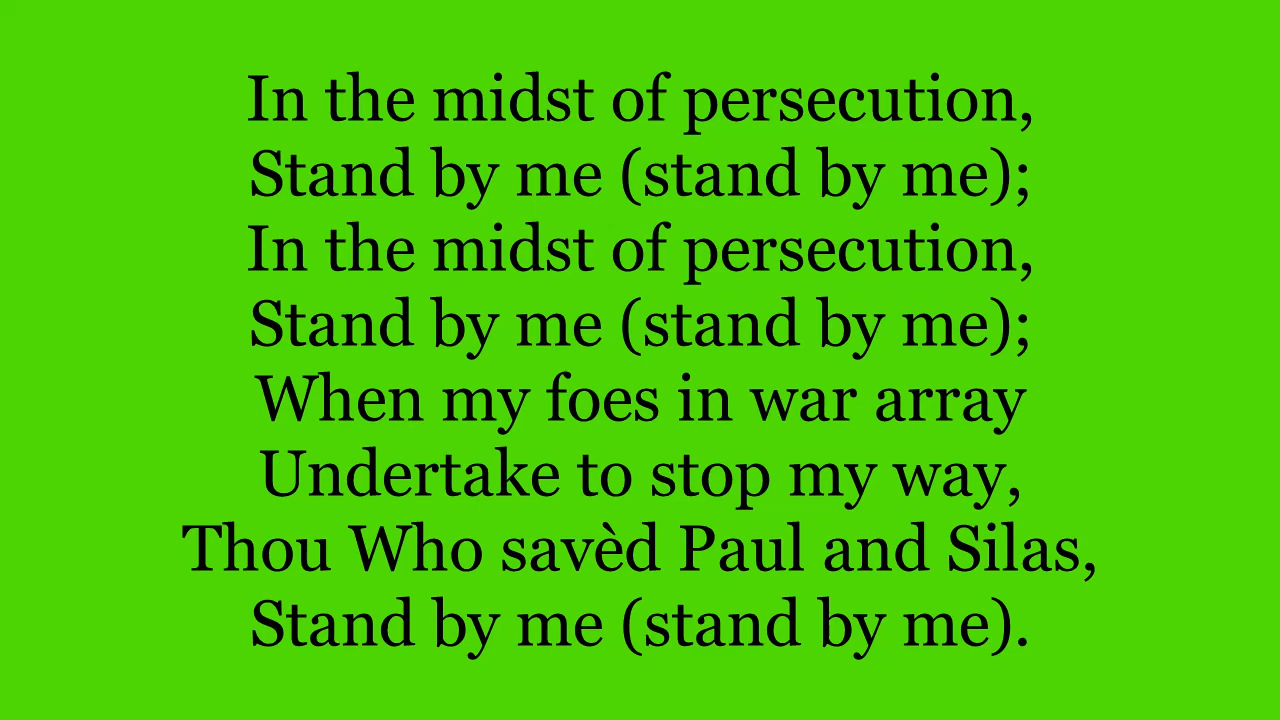 In the midst of persecution,
Stand by me (stand by me);
In the midst of persecution,
Stand by me (stand by me);
When my foes in war array
Undertake to stop my way,
Thou Who savèd Paul and Silas,
Stand by me (stand by me).